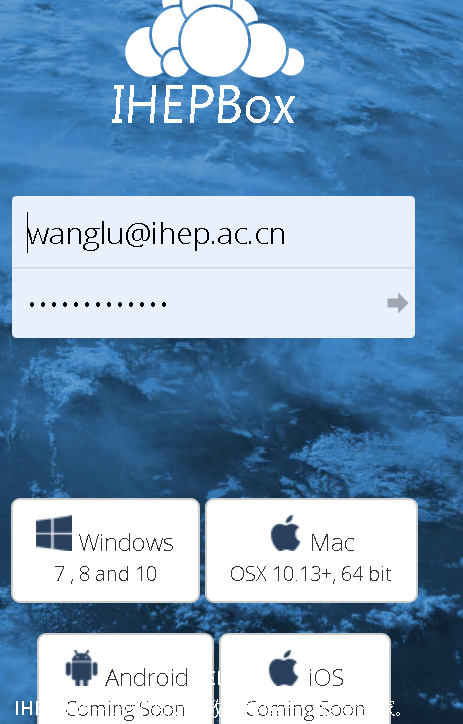 IHEPBox
wanglu@ihep.ac.cn
•••••••••••••
Windows
7 , 8 and 10
Mac
OSX 10.13+, 64 bit
Android
Coming Soon
iOS
Coming Soon